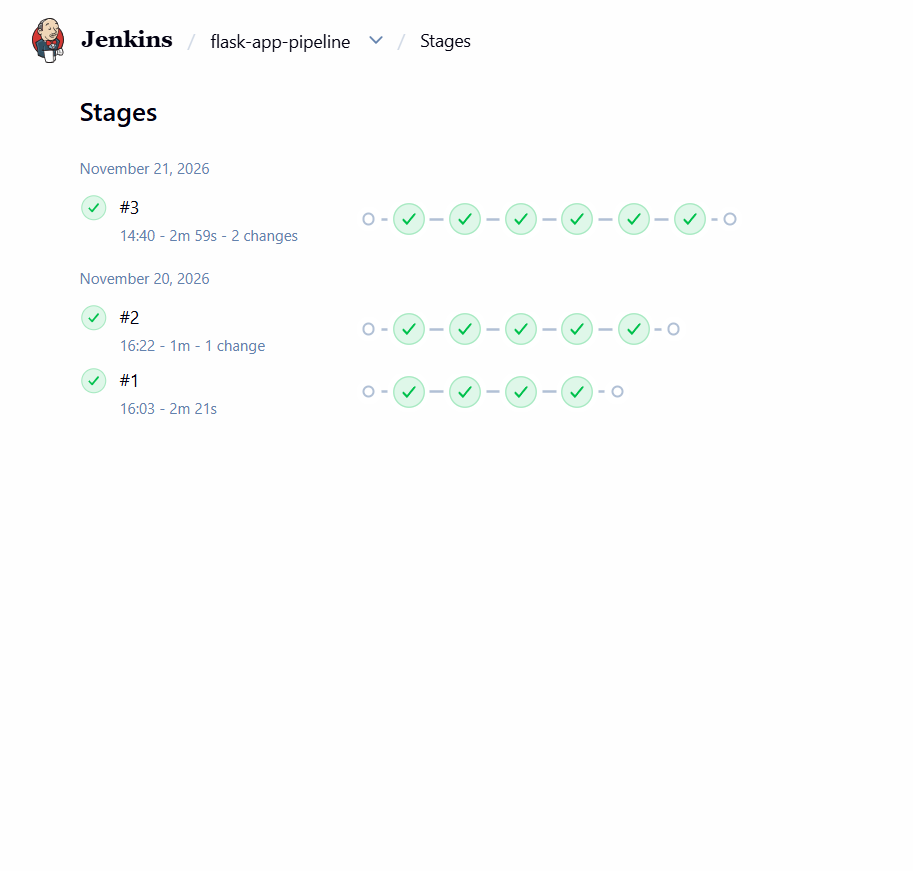 Jenkins / flask-app-pipeline / Stages
Stages
November 21, 2026
#3
14:40 - 2m 59s - 2 changes
November 20, 2026
#2
16:22 - 1m - 1 change
#1
16:03 - 2m 21s